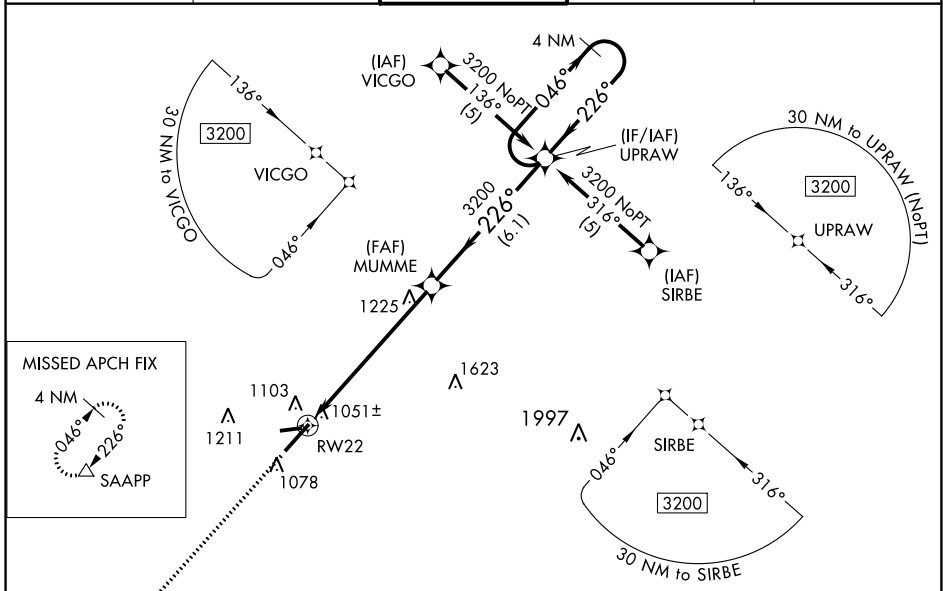 (IAF)
VICGO
3200 NoPT
136°
(5)
4 NM
046°
226°
(IF/IAF)
UPRAW
3200 NoPT
316°
(5)
(IAF)
SIRBE
3200
226°
(6.1)
(FAF)
MUMME
1225
136°
3200
30 NM to VICGO
VICGO
046°
30 NM to UPRAW (NoPT)
136°
3200
UPRAW
316°
MISSED APCH FIX
4 NM
046°
226°
SAAPP
1623
1103
1051±
1211
RW22
1078
1997
SIRBE
046°
316°
3200
30 NM to SIRBE